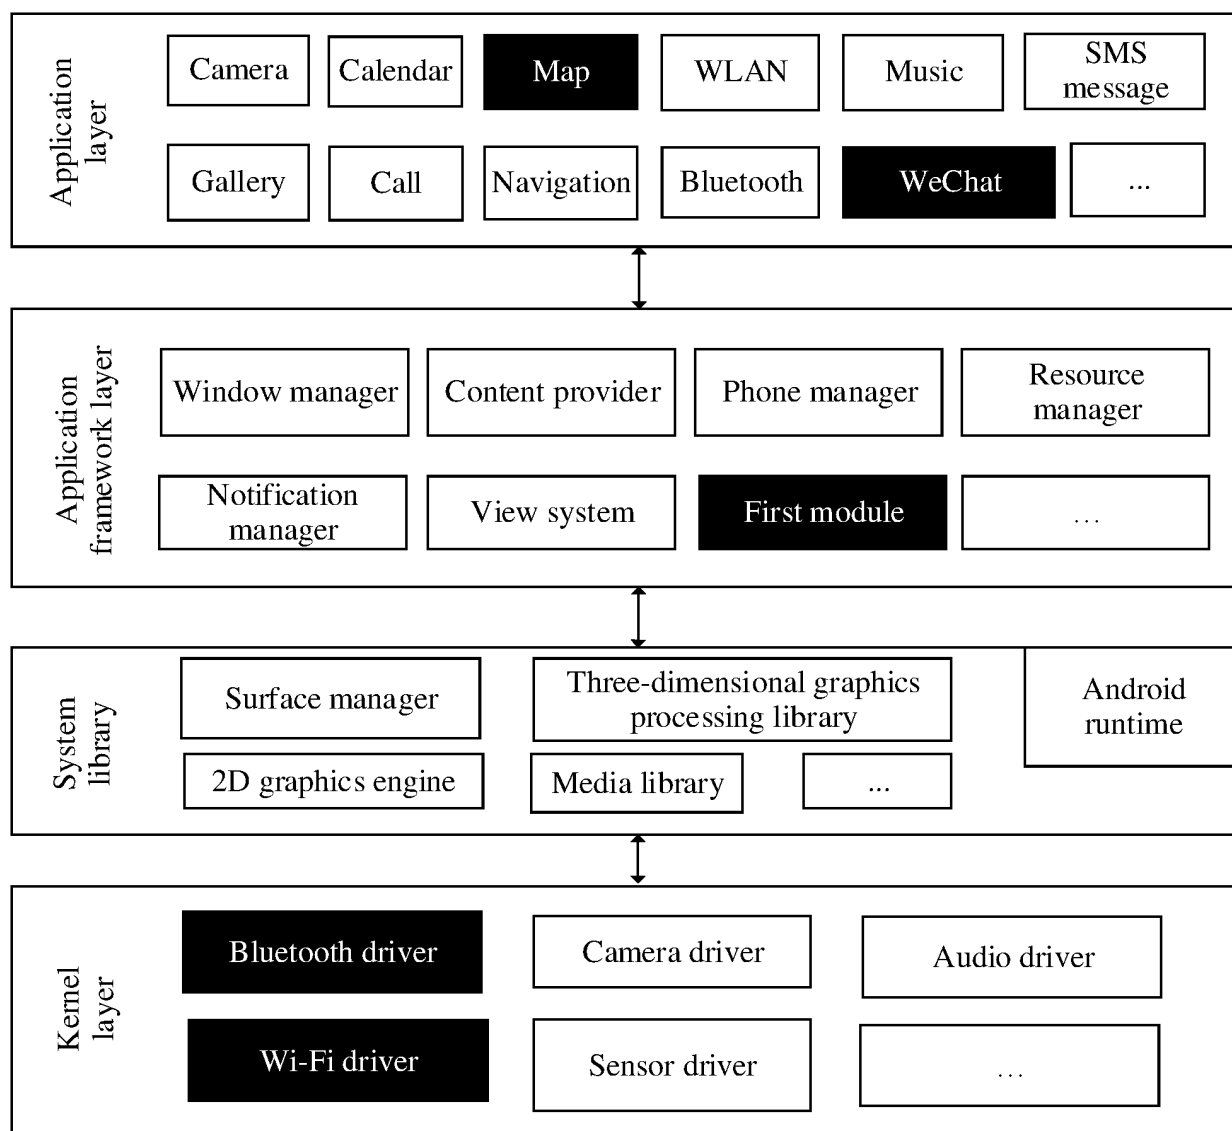 Application
layer
Camera
Calendar
Map
WLAN
Music
SMS
message
Gallery
Call
Navigation
Bluetooth
WeChat
...
Application
framework layer
Window manager
Content provider
Phone manager
Resource
manager
Notification
manager
View system
First module
...
System
library
Surface manager
Three-dimensional graphics
processing library
Android
runtime
2D graphics engine
Media library
...
Kernel
layer
Bluetooth driver
Camera driver
Audio driver
Wi-Fi driver
Sensor driver
...